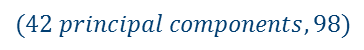 (42 principal components, 98)